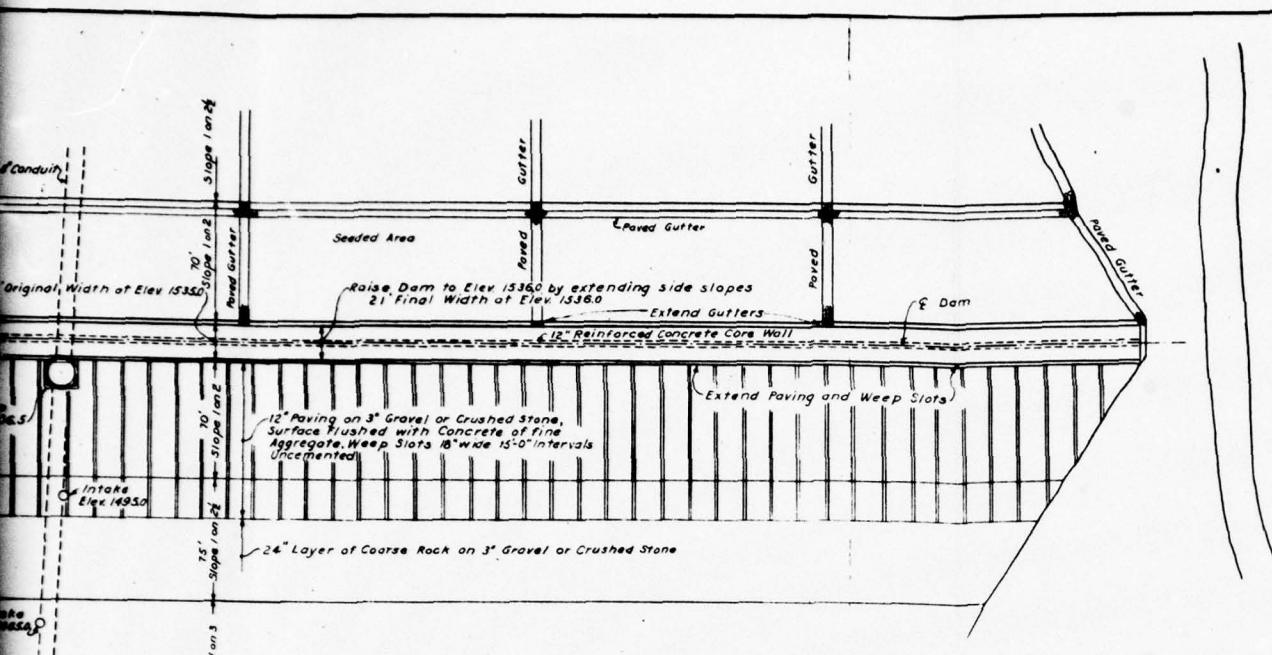 Slope 1 on 2½
Conduit
Gutter
Gutter
Seeded Area
Paved Gutter
70'
Slope 1 on 2
Paved Gutter
Paved
Paved
Paved Gutter
Original Width at Elev. 1535.0
Raise Dam to Elev. 1536.0 by extending side slopes
21' Final Width at Elev. 1536.0
Extend Gutters
℄ Dam
12" Reinforced Concrete Core Wall
Extend Paving and Weep Slots
70'
Slope 1 on 2
12" Paving on 3" Gravel or Crushed Stone,
Surface Flushed with Concrete of fine
Aggregate. Weep Slots 18" wide 15'-0" Intervals
Uncemented
Intake
Elev. 1495.0
24" Layer of Coarse Rock on 3" Gravel or Crushed Stone
75'
Slope 1 on 2½
on 3